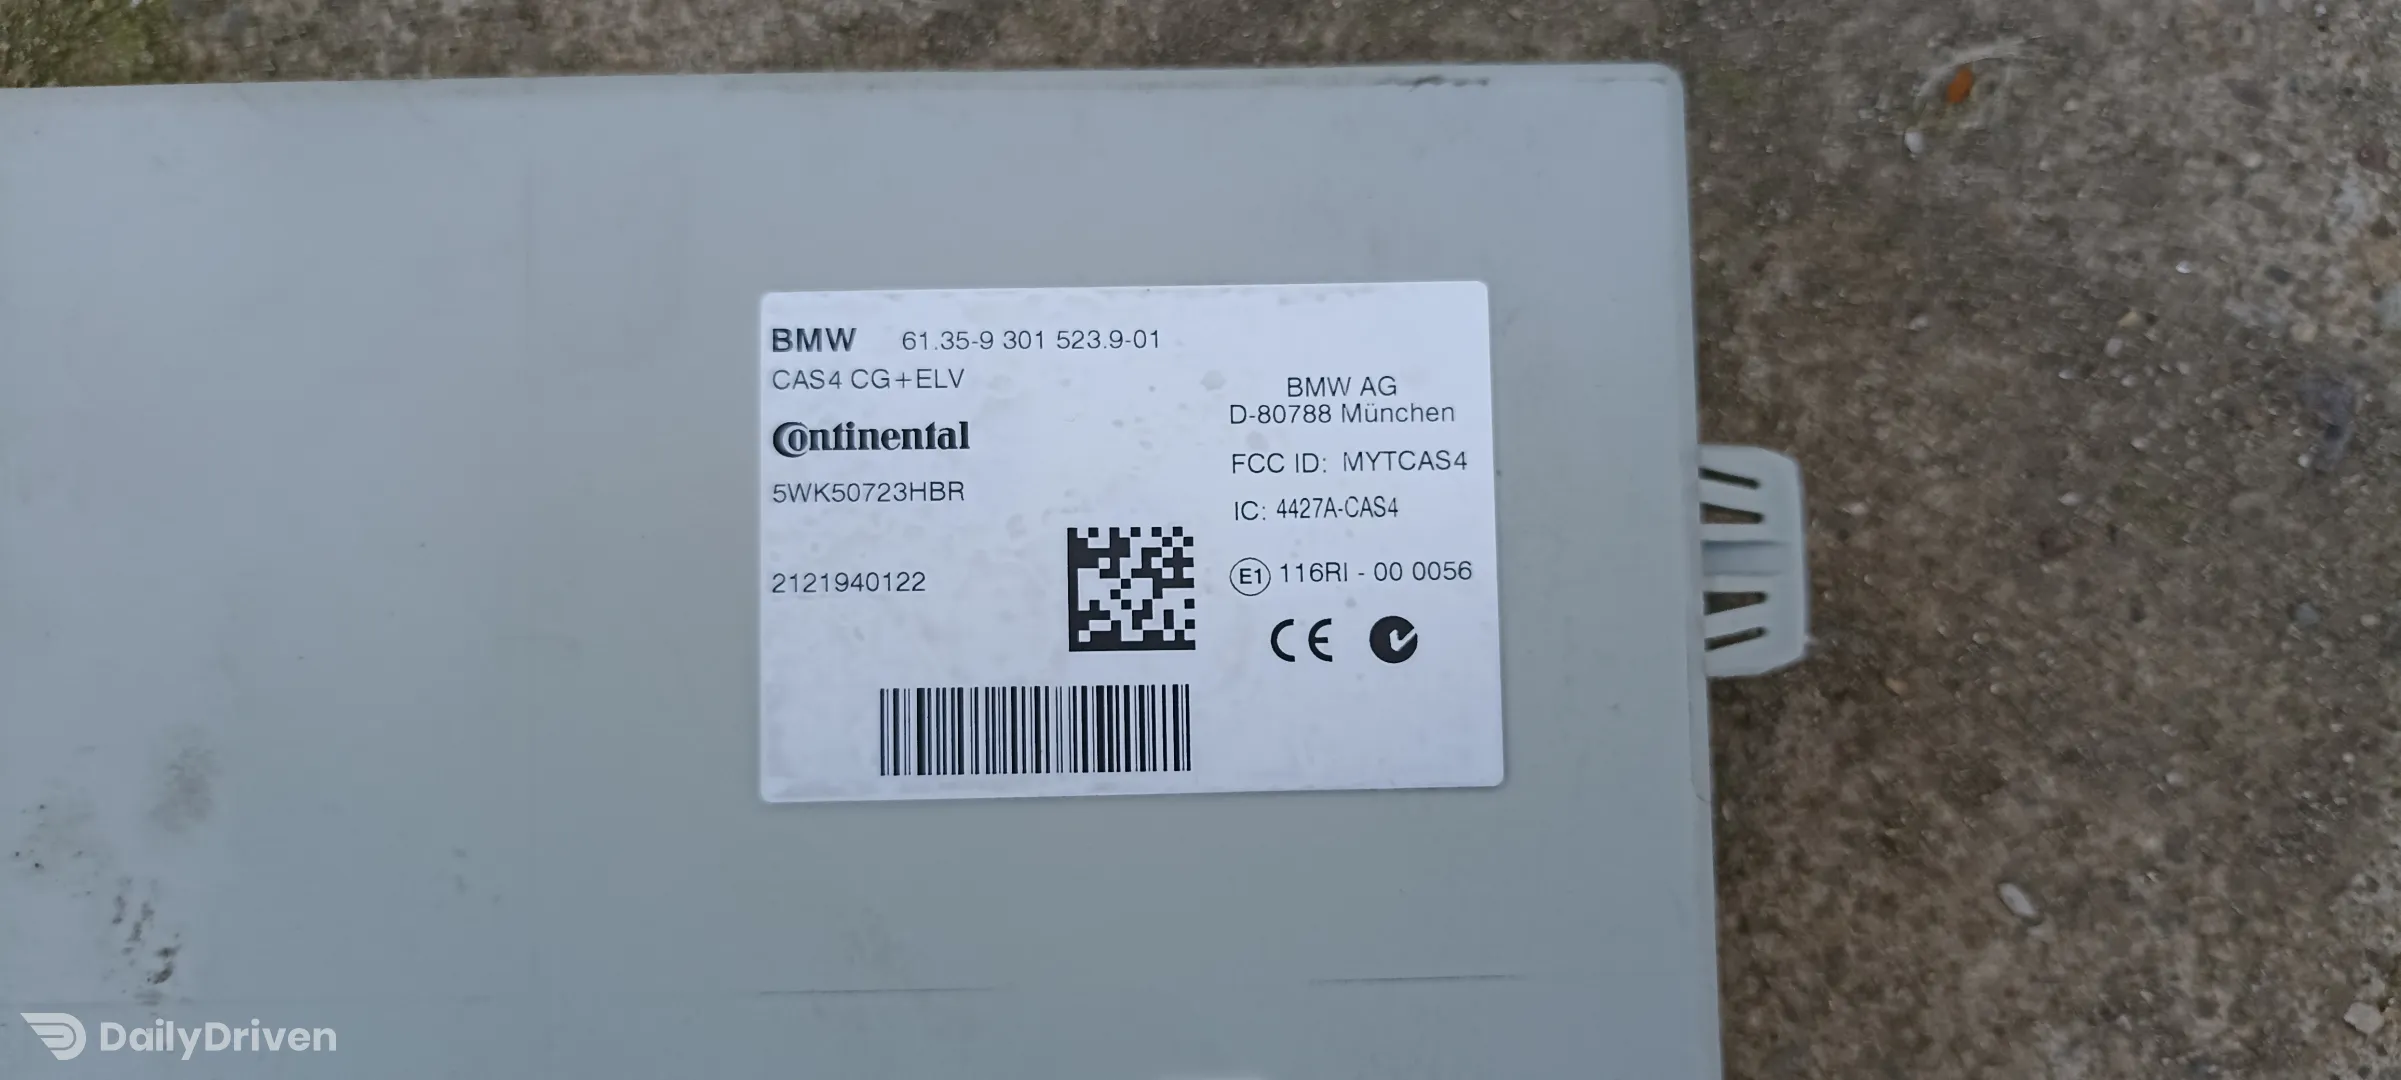 BMW 61.35-9 301 523.9-01
CAS4 CG+ELV
Continental
5WK50723HBR
2121940122
BMW AG
D-80788 München
FCC ID: MYTCAS4
IC: 4427A-CAS4
E1 116RI - 00 0056
CE
DailyDriven